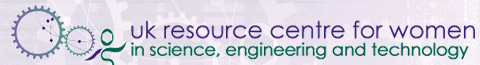 uk resource centre for women
in science, engineering and technology